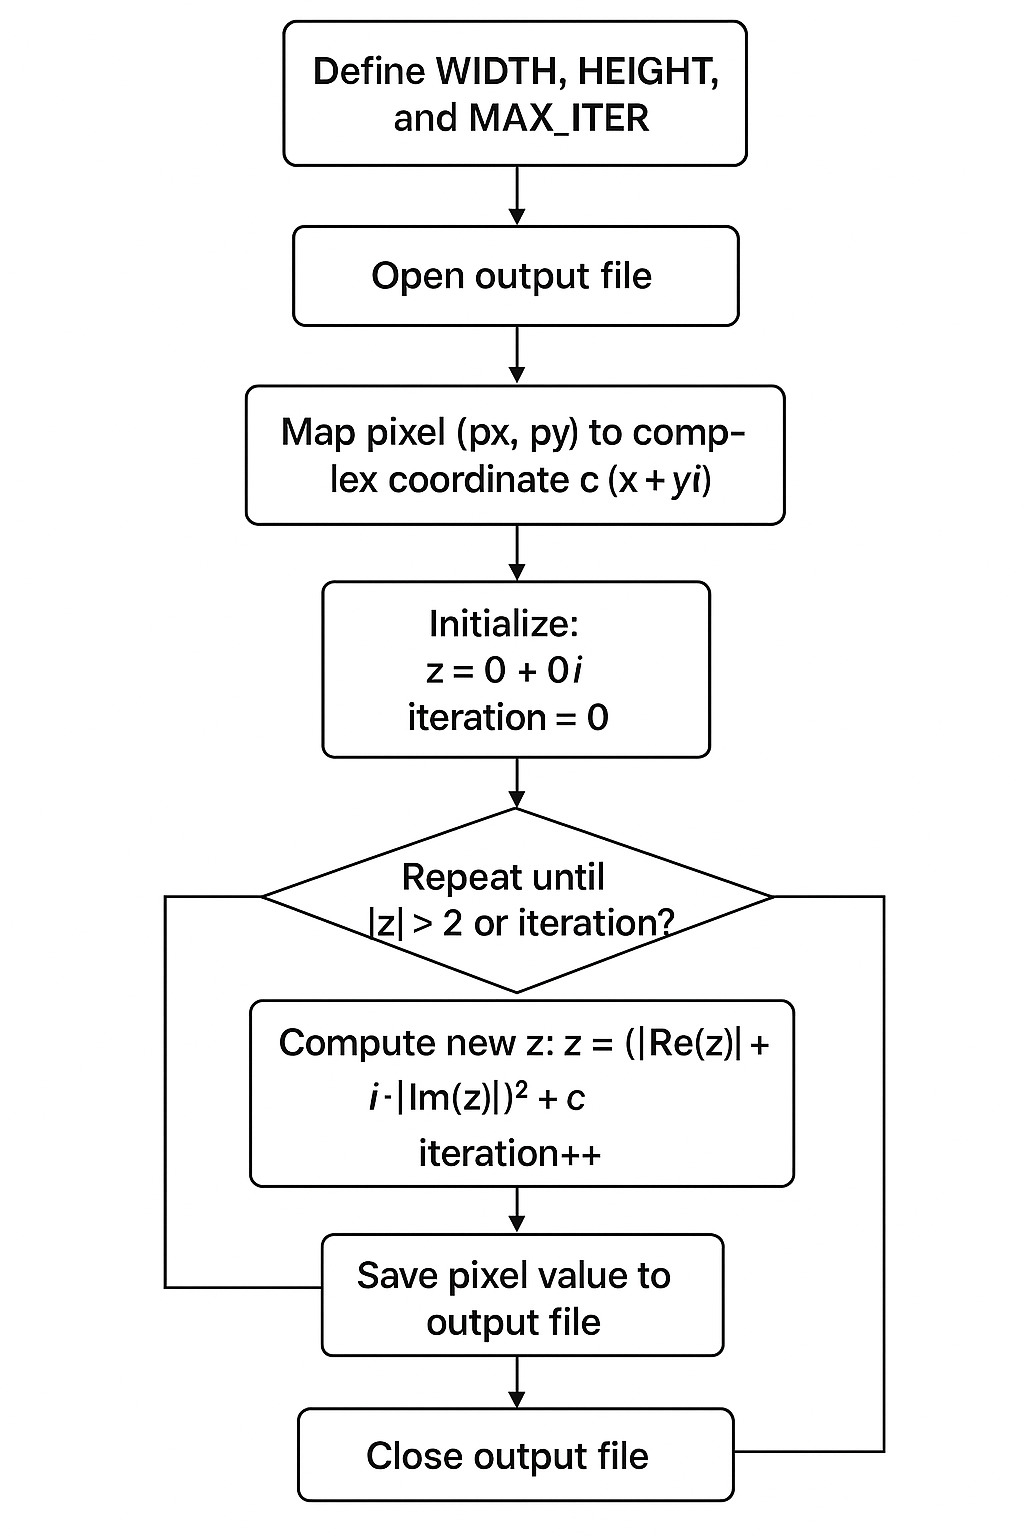 Define WIDTH, HEIGHT,
and MAX_ITER
Open output file
Map pixel (px, py) to comp-
lex coordinate c (x + yi)
Initialize:
z = 0 + 0i
iteration = 0
Repeat until
|z| > 2 or iteration?
Compute new z: z = (|Re(z)| +
i·|Im(z)|)² + c
iteration++
Save pixel value to
output file
Close output file